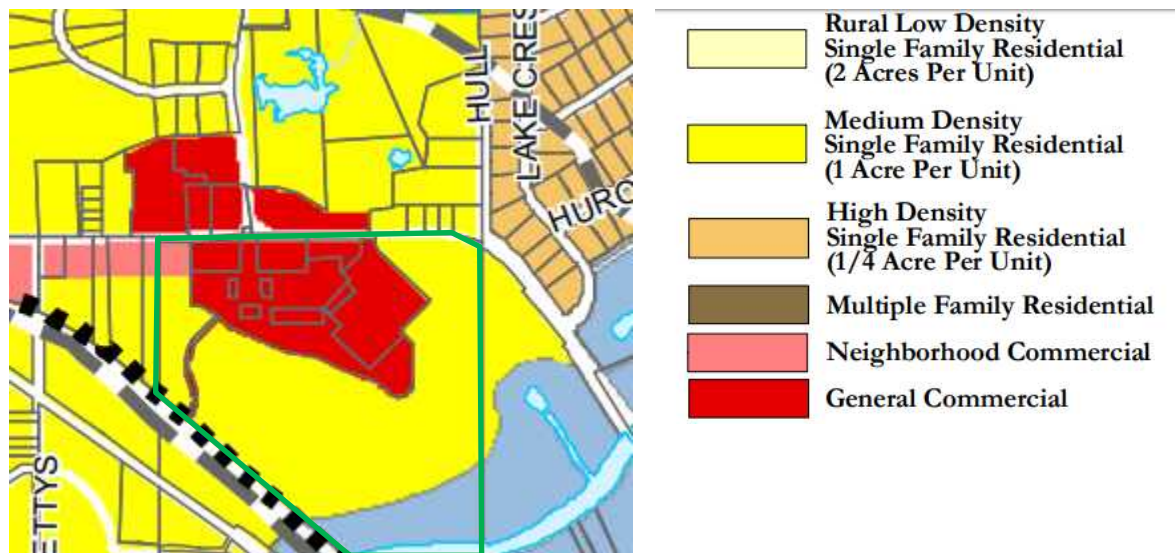 HULL
LAKE CRES
HURO
ETTYS
Rural Low Density
Single Family Residential
(2 Acres Per Unit)
Medium Density
Single Family Residential
(1 Acre Per Unit)
High Density
Single Family Residential
(1/4 Acre Per Unit)
Multiple Family Residential
Neighborhood Commercial
General Commercial